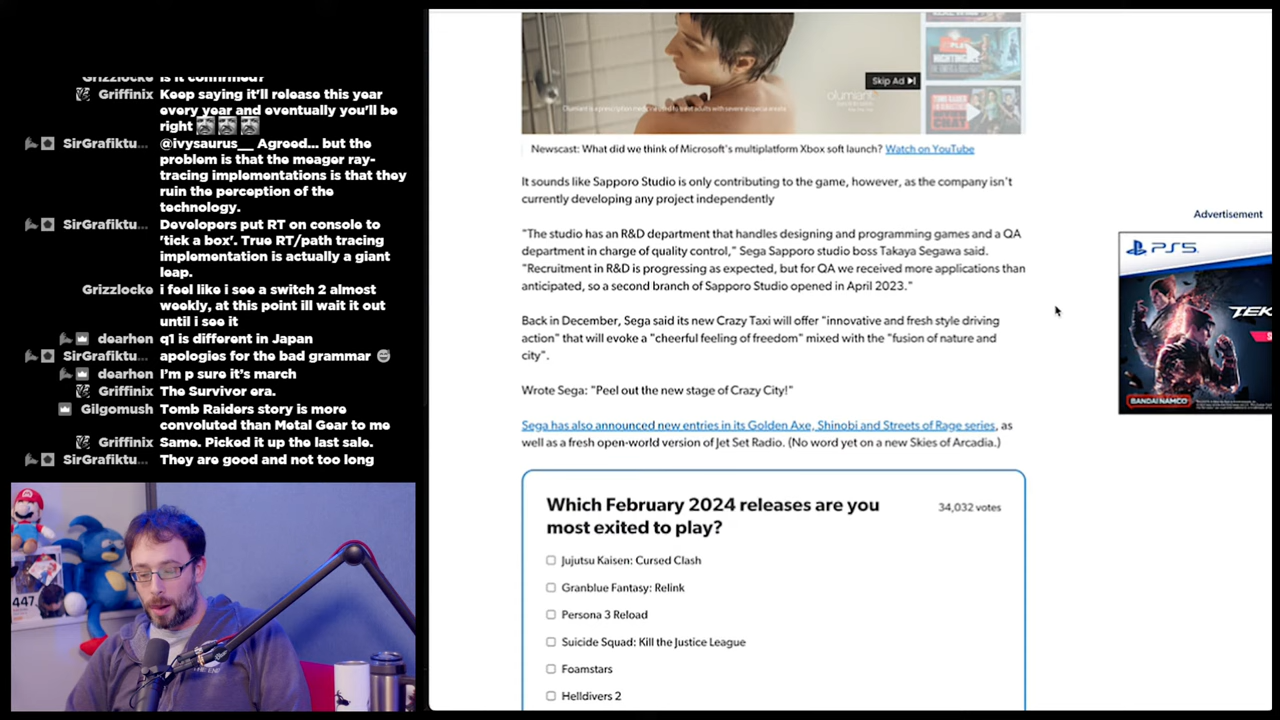 Grizzlocke is it confirmed?
Griffinix Keep saying it'll release this year
every year and eventually you'll be
right
SirGrafiktu... @ivysaurus__ Agreed... but the
problem is that the meager ray-
tracing implementations is that they
ruin the perception of the
technology.
SirGrafiktu... Developers put RT on console to
'tick a box'. True RT/path tracing
implementation is actually a giant
leap.
Grizzlocke i feel like i see a switch 2 almost
weekly, at this point ill wait it out
until i see it
dearhen q1 is different in Japan
SirGrafiktu... apologies for the bad grammar
dearhen I'm p sure it's march
Griffinix The Survivor era.
Gilgomush Tomb Raiders story is more
convoluted than Metal Gear to me
Griffinix Same. Picked it up late last sale.
SirGrafiktu... They are good and not too long
447
THE END
Skip Ad
olumiant
Newscast: What did we think of Microsoft's multiplatform Xbox soft launch? Watch on YouTube
It sounds like Sapporo Studio is only contributing to the game, however, as the company isn't
currently developing any project independently
"The studio has an R&D department that handles designing and programming games and a QA
department in charge of quality control," Sega Sapporo studio boss Takaya Segawa said.
"Recruitment in R&D is progressing as expected, but for QA we received more applications than
anticipated, so a second branch of Sapporo Studio opened in April 2023."
Back in December, Sega said its new Crazy Taxi will offer "innovative and fresh style driving
action" that will evoke a "cheerful feeling of freedom" mixed with the "fusion of nature and
city".
Wrote Sega: "Peel out the new stage of Crazy City!"
Sega has also announced new entries in its Golden Axe, Shinobi and Streets of Rage series, as
well as a fresh open-world version of Jet Set Radio. (No word yet on a new Skies of Arcadia.)
Which February 2024 releases are you
most exited to play?
34,032 votes
Jujutsu Kaisen: Cursed Clash
Granblue Fantasy: Relink
Persona 3 Reload
Suicide Squad: Kill the Justice League
Foamstars
Helldivers 2
Advertisement
PS5
TEK
BANDAI NAMCO